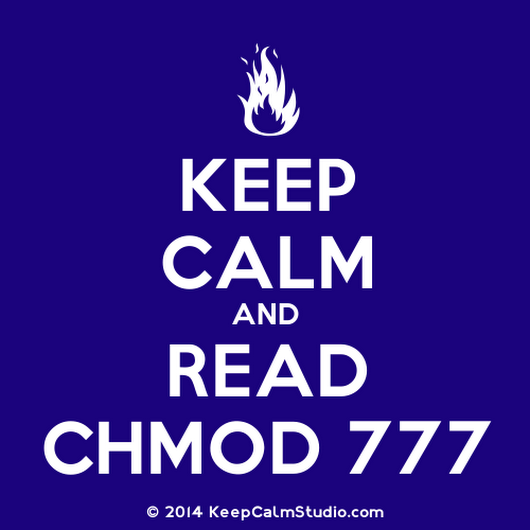 KEEP
CALM
AND
READ
CHMOD 777
© 2014 KeepCalmStudio.com